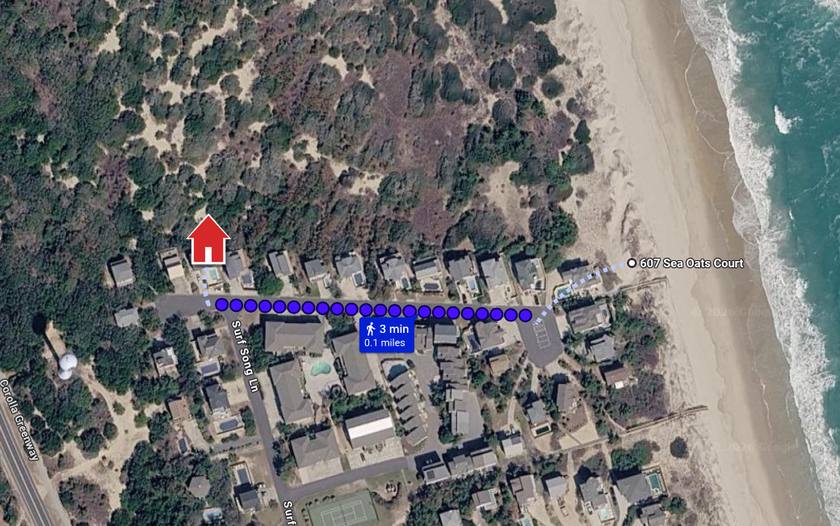 607 Sea Oats Court
3 min
0.1 miles
Surf Song Ln
Corolla Greenway
Surf